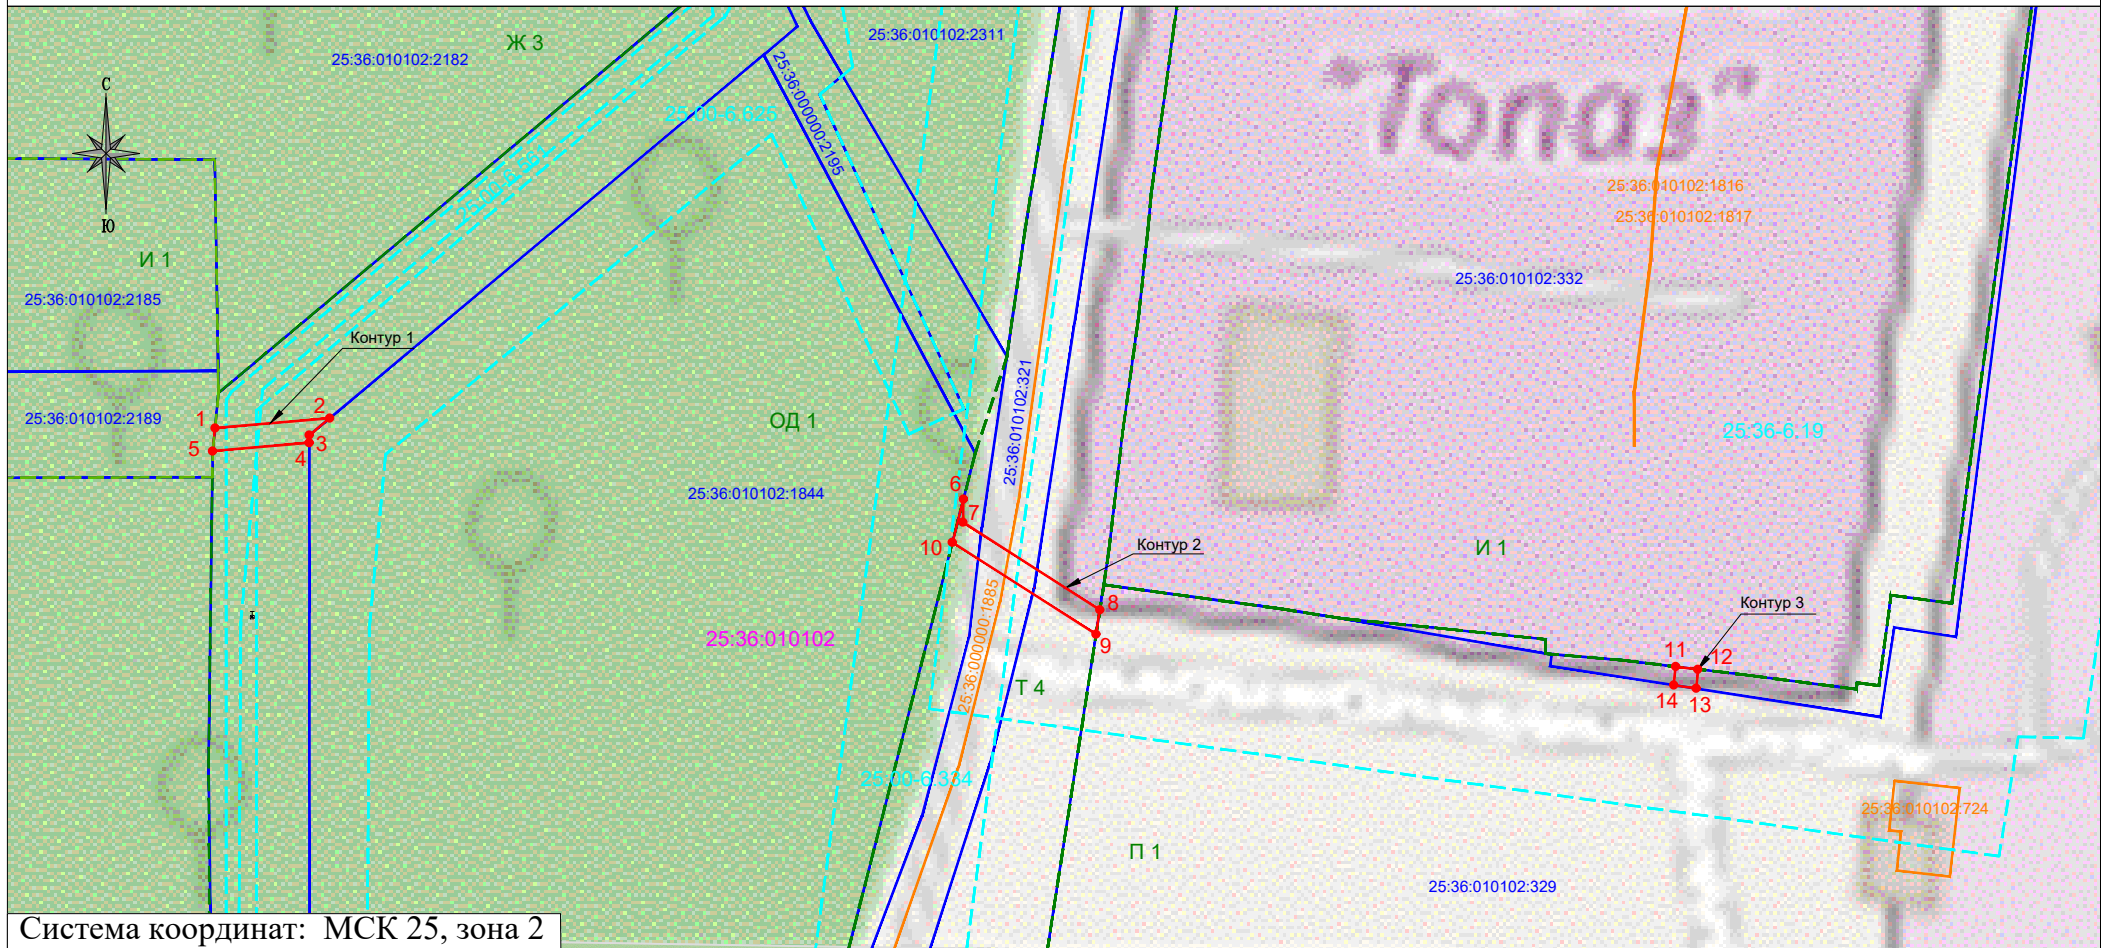 Ж 3
25:36:010102:2182
25:36:010102:2311
25:36:000000:2195
С
Ю
"Топаз"
25:00-6.625
25:36:010102:1816
25:36:010102:1817
И 1
25:36:010102:332
25:36:010102:2185
Контур 1
25:36:010102:321
25:36:010102:2189
1
2
3
4
5
ОД 1
25:36-6.19
25:36:010102:1844
6
7
10
Контур 2
И 1
8
9
Контур 3
25:36:000000:1885
25:36:010102
11
12
14
13
Т 4
25:00-6.334
25:36:010102:724
П 1
25:36:010102:329
Система координат: МСК 25, зона 2